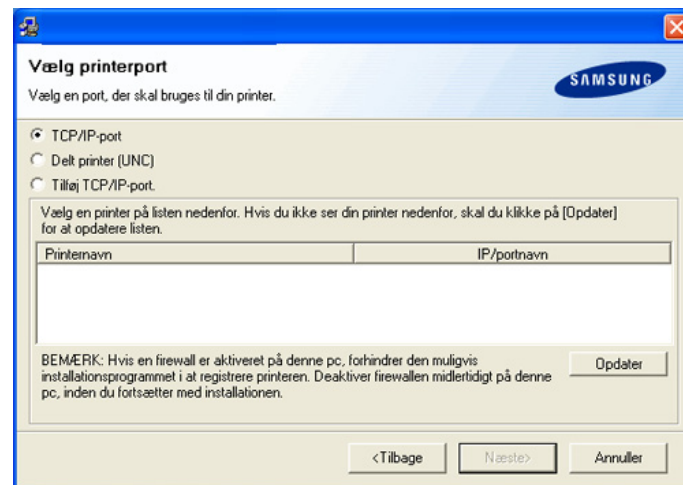 Vælg printerport
Vælg en port, der skal bruges til din printer.
SAMSUNG
TCP/IP-port
Delt printer (UNC)
Tilføj TCP/IP-port.
Vælg en printer på listen nedenfor. Hvis du ikke ser din printer nedenfor, skal du klikke på [Opdater]
for at opdatere listen.
Printernavn IP/portnavn
BEMÆRK: Hvis en firewall er aktiveret på denne pc, forhindrer den muligvis
installationsprogrammet i at registrere printeren. Deaktiver firewallen midlertidigt på denne
pc, inden du fortsætter med installationen.
Opdater
<Tilbage Næste> Annuller